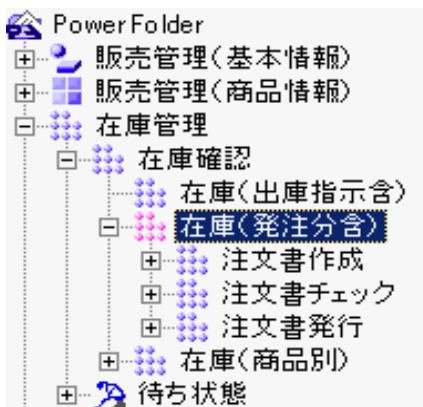 PowerFolder
販売管理(基本情報)
販売管理(商品情報)
在庫管理
在庫確認
在庫(出庫指示含)
在庫(発注分含)
注文書作成
注文書チェック
注文書発行
在庫(商品別)
待ち状態